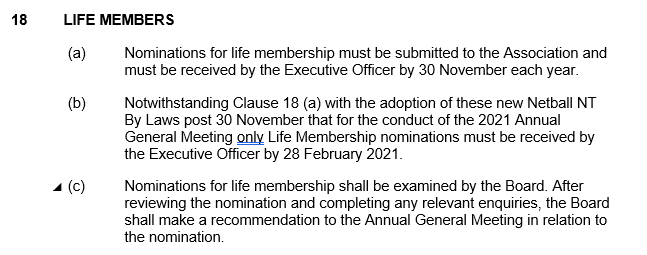 18 LIFE MEMBERS
(a) Nominations for life membership must be submitted to the Association and
must be received by the Executive Officer by 30 November each year.
(b) Notwithstanding Clause 18 (a) with the adoption of these new Netball NT
By Laws post 30 November that for the conduct of the 2021 Annual
General Meeting only Life Membership nominations must be received by
the Executive Officer by 28 February 2021.
(c) Nominations for life membership shall be examined by the Board. After
reviewing the nomination and completing any relevant enquiries, the Board
shall make a recommendation to the Annual General Meeting in relation to
the nomination.